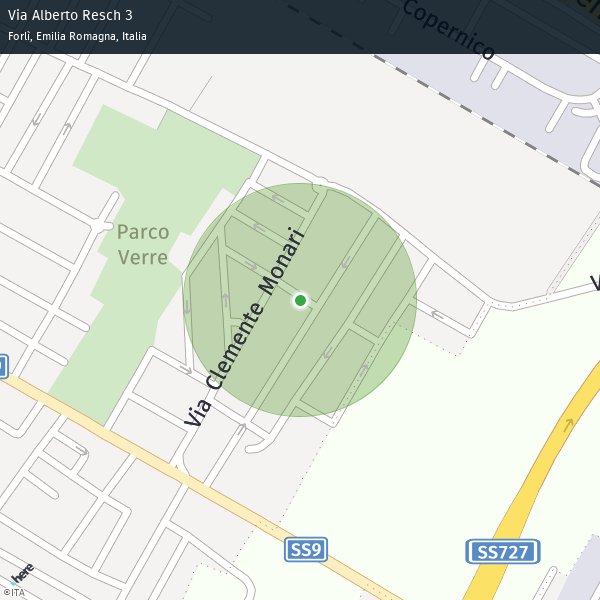 Via Alberto Resch 3
Forlì, Emilia Romagna, Italia
Copernico
Parco
Verre
Via Clemente Monari
SS9
SS727
here
©ITA